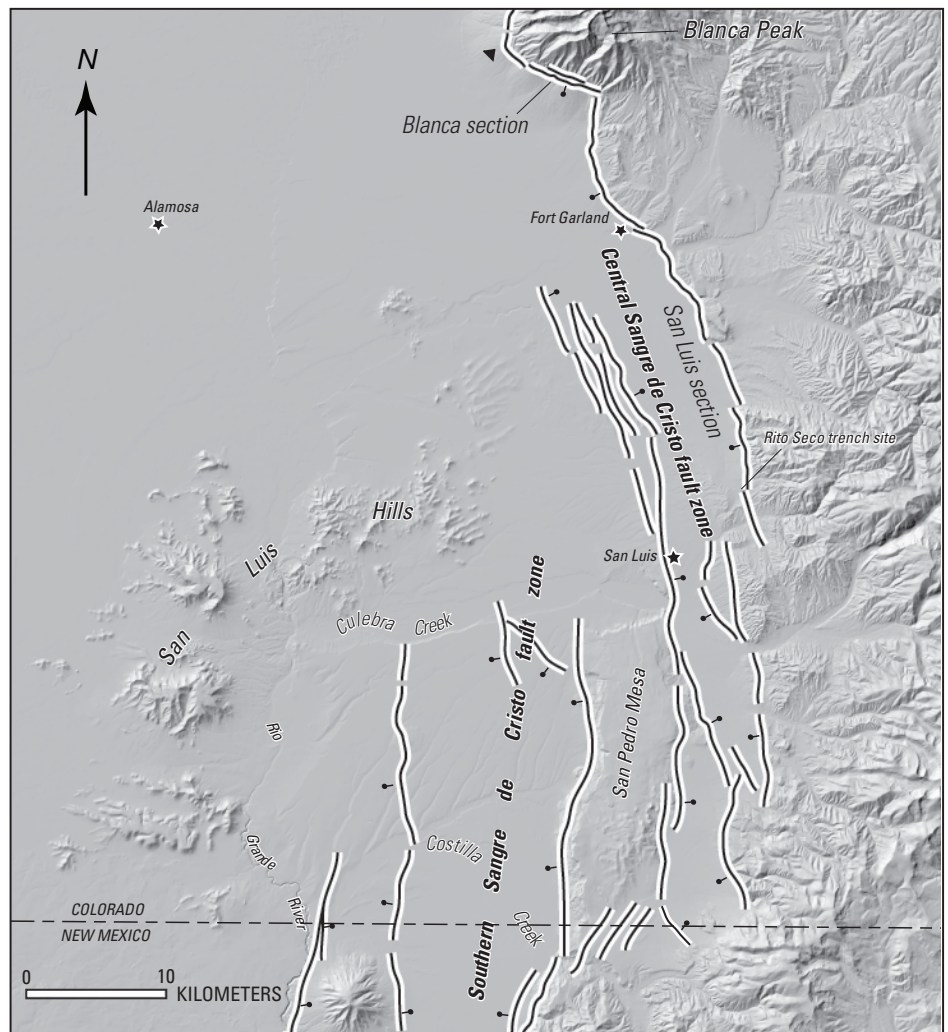 Blanca Peak
N
Blanca section
Alamosa
Fort Garland
Central Sangre de Cristo fault zone
San Luis section
Rito Seco trench site
San Luis Hills
San Luis
Culebra Creek
Southern Sangre de Cristo fault zone
San Pedro Mesa
Rio Grande River
Costilla Creek
COLORADO
NEW MEXICO
0 10
KILOMETERS